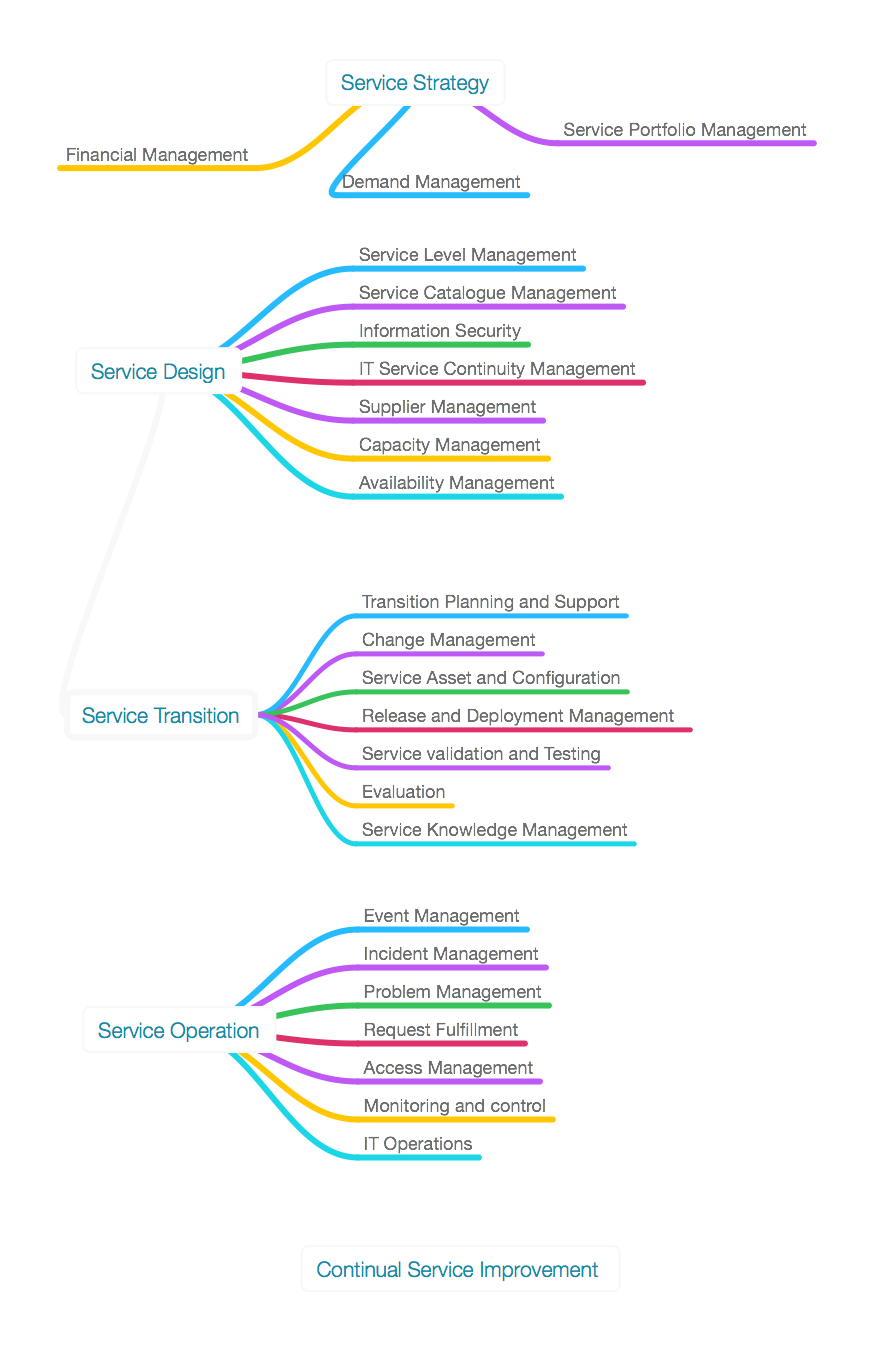 Service Strategy
Service Portfolio Management
Financial Management
Demand Management
Service Level Management
Service Catalogue Management
Information Security
Service Design
IT Service Continuity Management
Supplier Management
Capacity Management
Availability Management
Transition Planning and Support
Change Management
Service Asset and Configuration
Service Transition
Release and Deployment Management
Service validation and Testing
Evaluation
Service Knowledge Management
Event Management
Incident Management
Problem Management
Service Operation
Request Fulfillment
Access Management
Monitoring and control
IT Operations
Continual Service Improvement